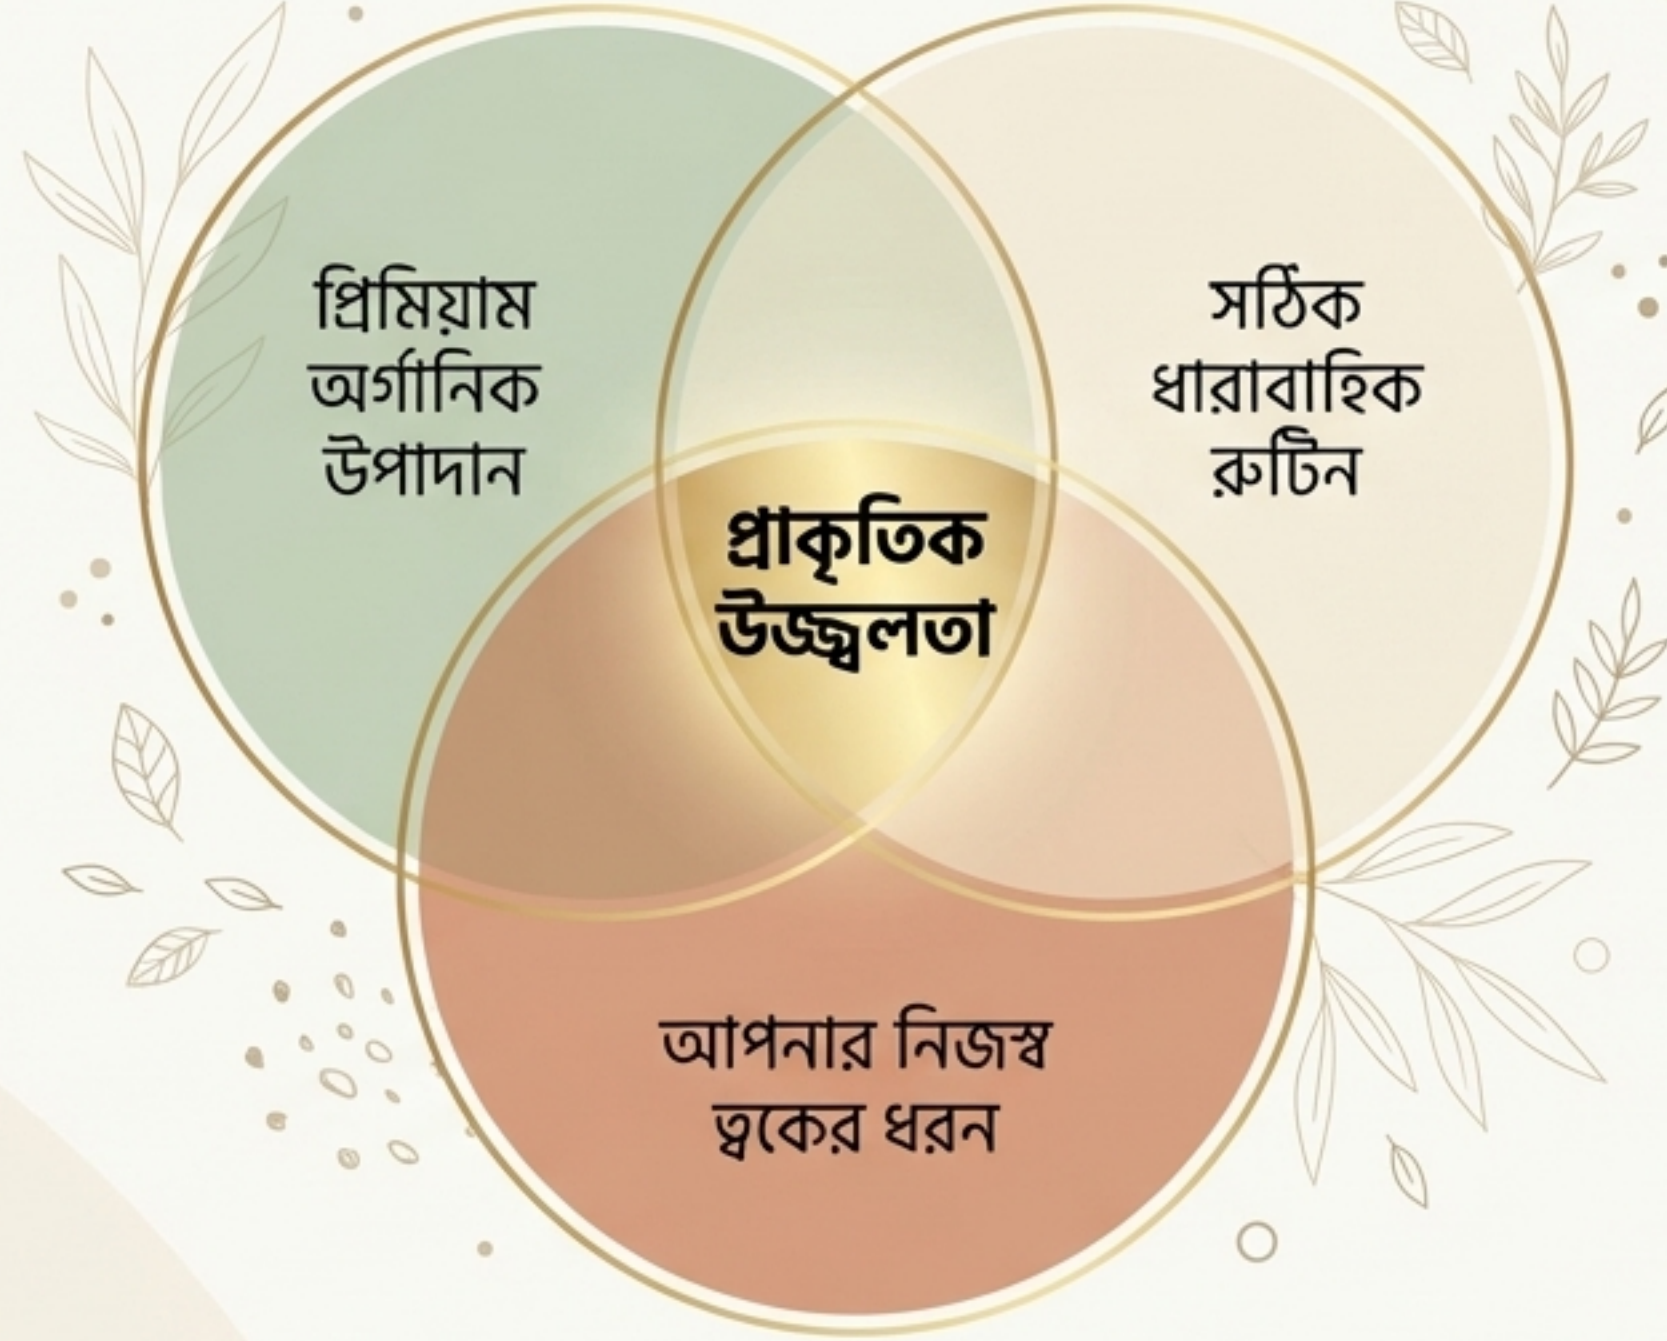 প্রিমিয়াম
অর্গানিক
উপাদান
সঠিক
ধারাবাহিক
রুটিন
প্রাকৃতিক
উজ্জ্বলতা
আপনার নিজস্ব
ত্বকের ধরন